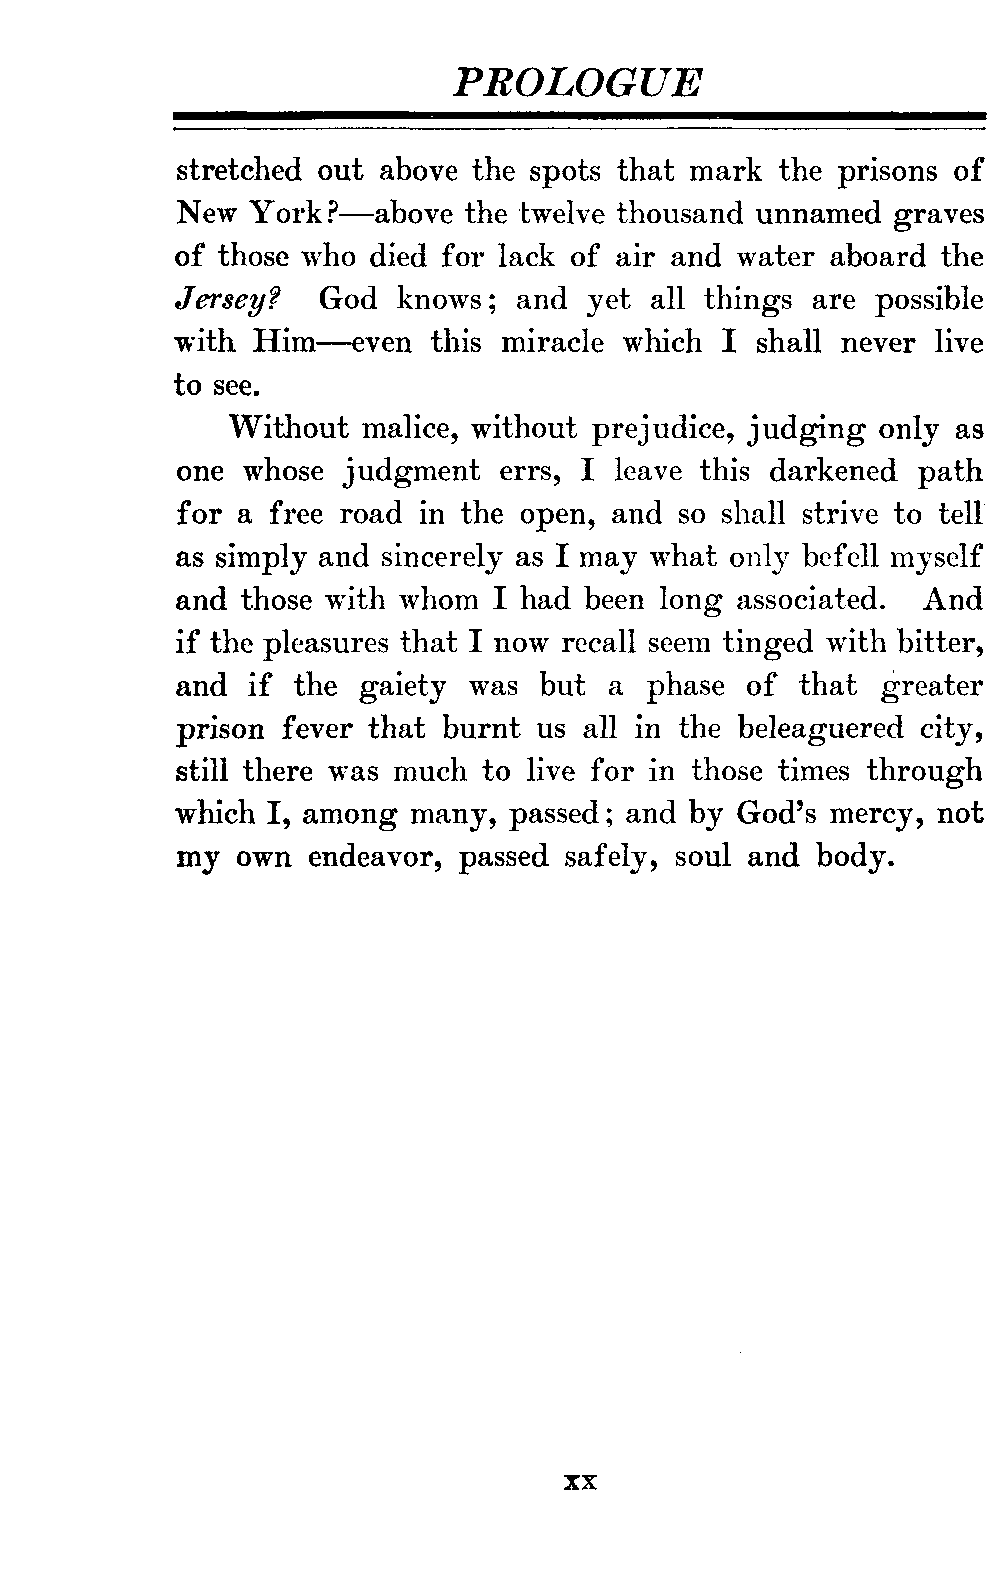 PROLOGUE
stretched out above the spots that mark the prisons of
New York?—above the twelve thousand unnamed graves
of those who died for lack of air and water aboard the
Jersey? God knows; and yet all things are possible
with Him—even this miracle which I shall never live
to see.
Without malice, without prejudice, judging only as
one whose judgment errs, I leave this darkened path
for a free road in the open, and so shall strive to tell
as simply and sincerely as I may what only befell myself
and those with whom I had been long associated. And
if the pleasures that I now recall seem tinged with bitter,
and if the gaiety was but a phase of that greater
prison fever that burnt us all in the beleaguered city,
still there was much to live for in those times through
which I, among many, passed; and by God's mercy, not
my own endeavor, passed safely, soul and body.
xx